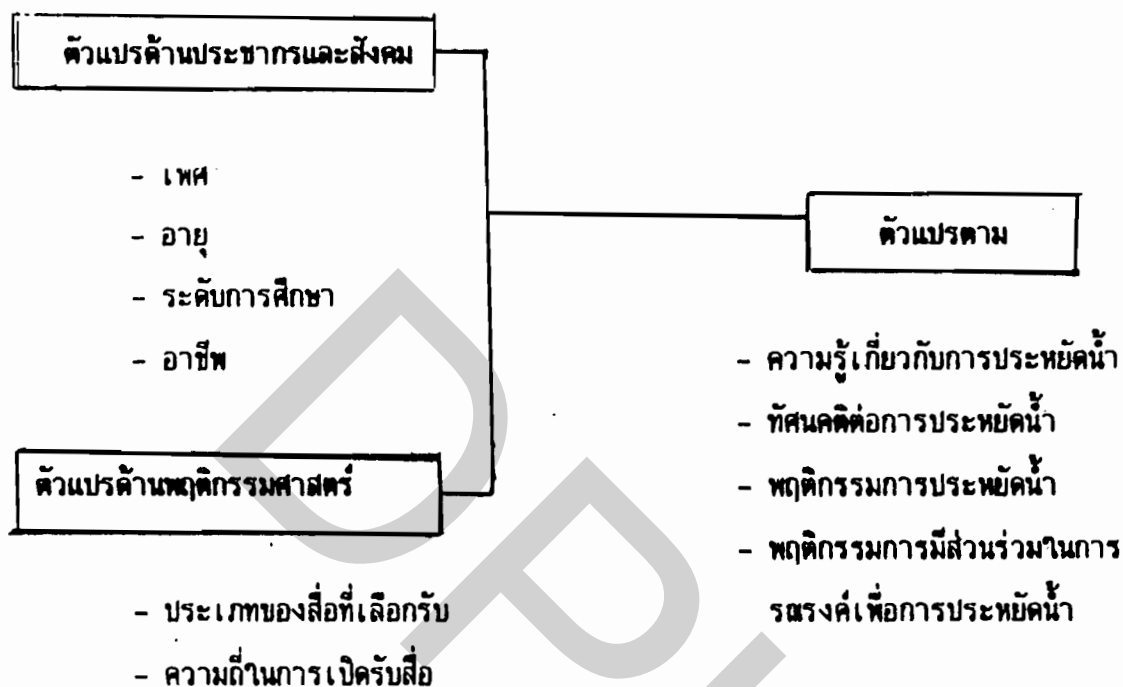 ตัวแปรด้านประชากรและสังคม
- เพศ
- อายุ
- ระดับการศึกษา
- อาชีพ
ตัวแปรด้านพฤติกรรมศาสตร์
- ประเภทของสื่อที่เลือกรับ
- ความถี่ในการเปิดรับสื่อ
ตัวแปรตาม
- ความรู้เกี่ยวกับการประหยัดน้ำ
- ทัศนคติต่อการประหยัดน้ำ
- พฤติกรรมการประหยัดน้ำ
- พฤติกรรมการมีส่วนร่วมในการ
รณรงค์เพื่อการประหยัดน้ำ
DPU